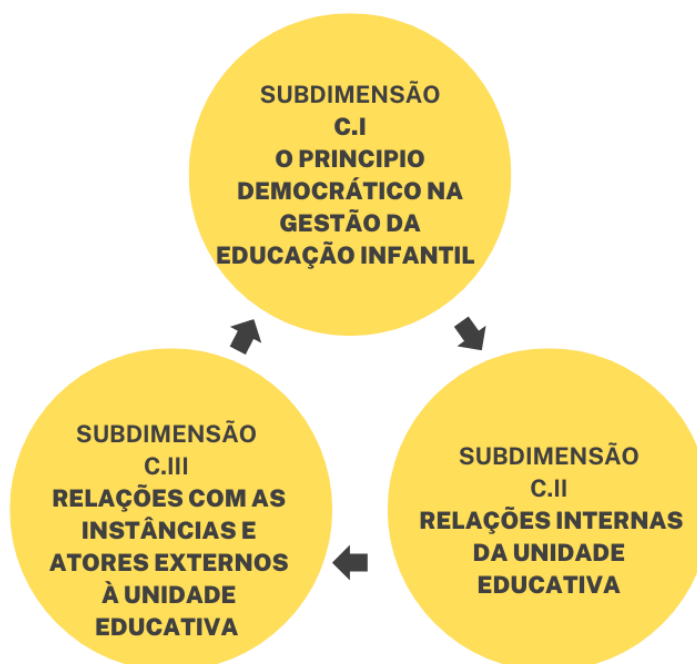 SUBDIMENSÃO
C.I
O PRINCIPIO
DEMOCRÁTICO NA
GESTÃO DA
EDUCAÇÃO INFANTIL
SUBDIMENSÃO
C.II
RELAÇÕES INTERNAS
DA UNIDADE
EDUCATIVA
SUBDIMENSÃO
C.III
RELAÇÕES COM AS
INSTÂNCIAS E
ATORES EXTERNOS
À UNIDADE
EDUCATIVA